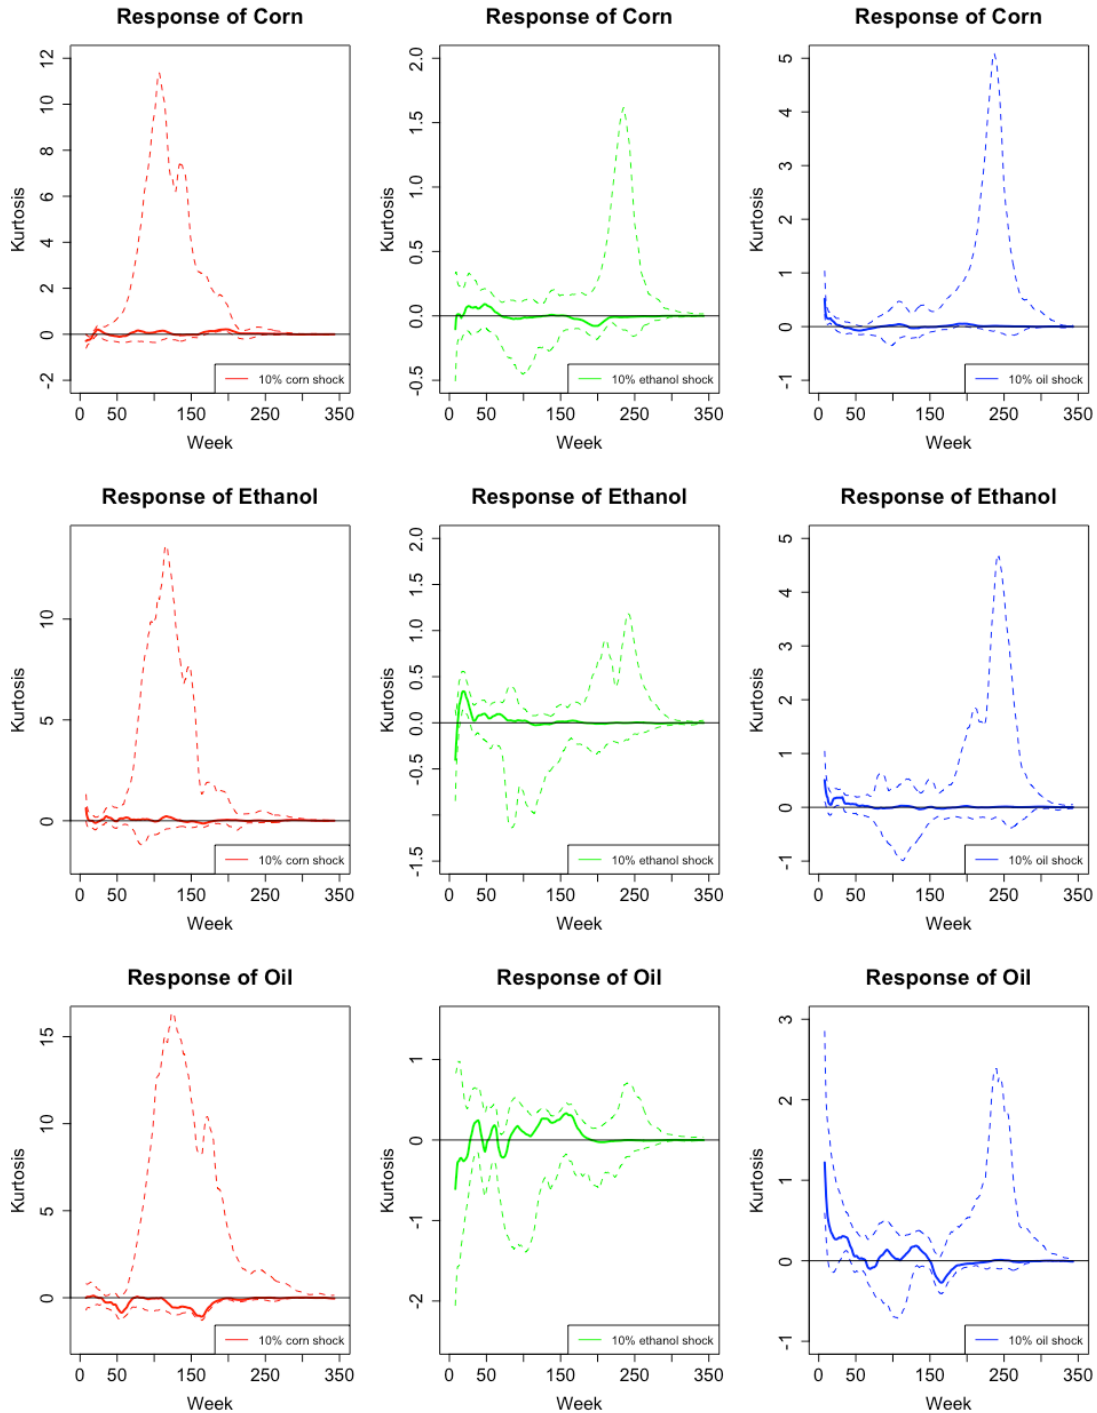 Response of Corn
Response of Corn
Response of Corn
Kurtosis
12
10
8
6
4
2
0
-2
10% corn shock
0 50 150 250 350
Week
Kurtosis
2.0
1.5
1.0
0.5
0.0
-0.5
10% ethanol shock
0 50 150 250 350
Week
Kurtosis
5
4
3
2
1
0
-1
10% oil shock
0 50 150 250 350
Week
Response of Ethanol
Response of Ethanol
Response of Ethanol
Kurtosis
10
5
0
10% corn shock
0 50 150 250 350
Week
Kurtosis
2.0
1.5
1.0
0.5
0.0
-0.5
-1.5
10% ethanol shock
0 50 150 250 350
Week
Kurtosis
5
4
3
2
1
0
-1
10% oil shock
0 50 150 250 350
Week
Response of Oil
Response of Oil
Response of Oil
Kurtosis
15
10
5
0
10% corn shock
0 50 150 250 350
Week
Kurtosis
1
0
-1
-2
10% ethanol shock
0 50 150 250 350
Week
Kurtosis
3
2
1
0
-1
10% oil shock
0 50 150 250 350
Week